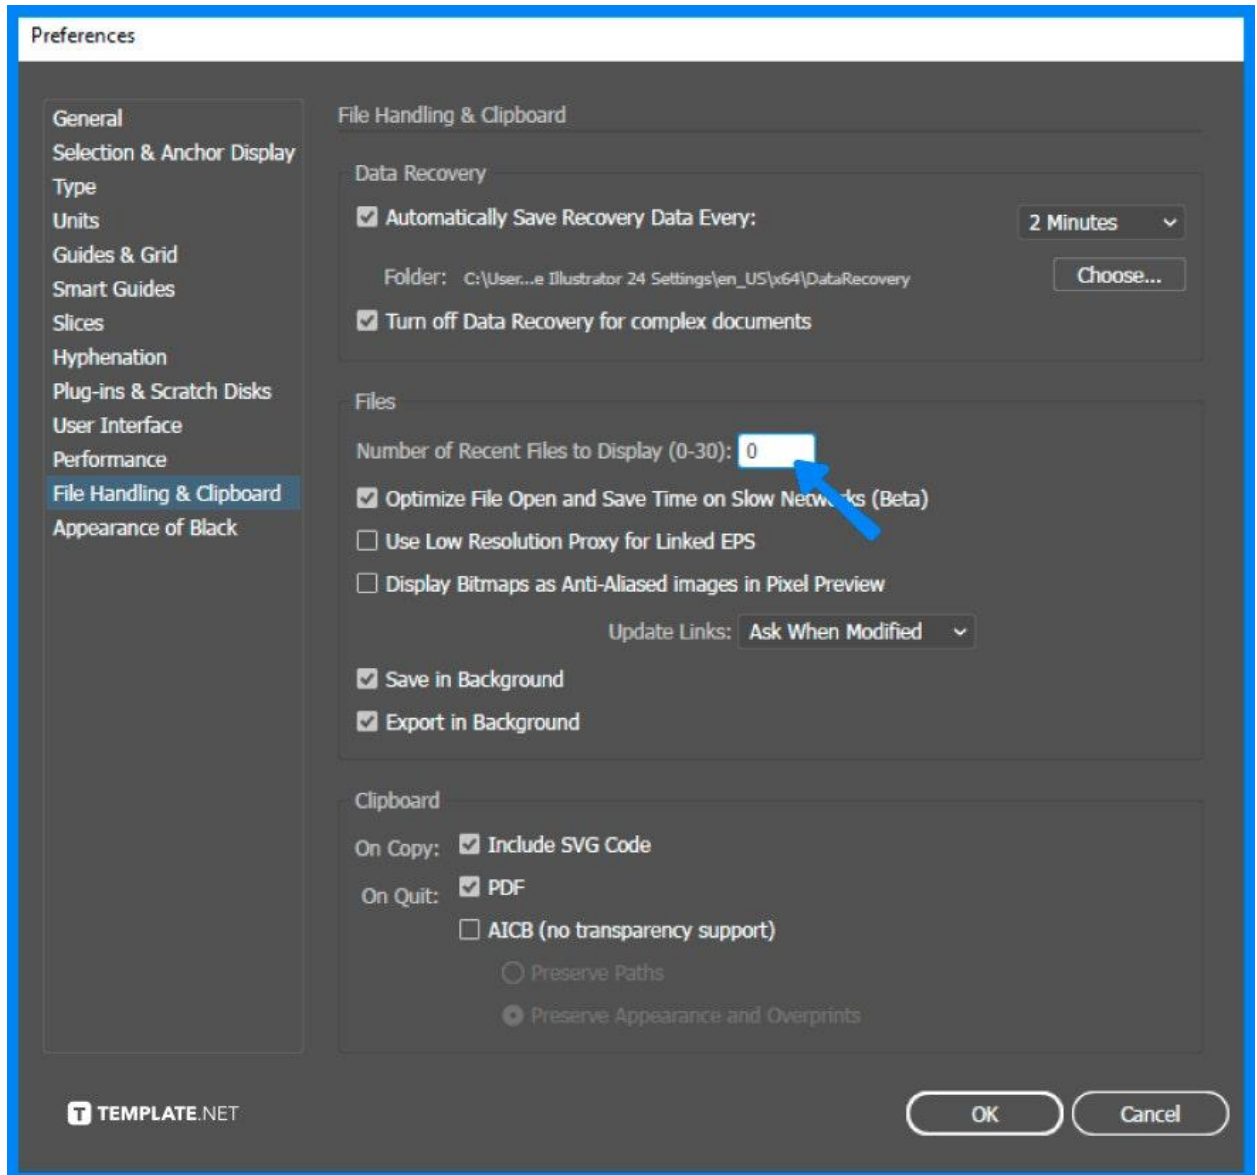 Preferences
General
Selection & Anchor Display
Type
Units
Guides & Grid
Smart Guides
Slices
Hyphenation
Plug-ins & Scratch Disks
User Interface
Performance
File Handling & Clipboard
Appearance of Black
File Handling & Clipboard
Data Recovery
Automatically Save Recovery Data Every: 2 Minutes
Folder: C:\User...e Illustrator 24 Settings\en_US\x64\DataRecovery Choose...
Turn off Data Recovery for complex documents
Files
Number of Recent Files to Display (0-30): 0
Optimize File Open and Save Time on Slow Networks (Beta)
Use Low Resolution Proxy for Linked EPS
Display Bitmaps as Anti-Aliased images in Pixel Preview
Update Links: Ask When Modified
Save in Background
Export in Background
Clipboard
On Copy: Include SVG Code
On Quit: PDF
AICB (no transparency support)
Preserve Paths
Preserve Appearance and Overprints
T TEMPLATE.NET
OK Cancel